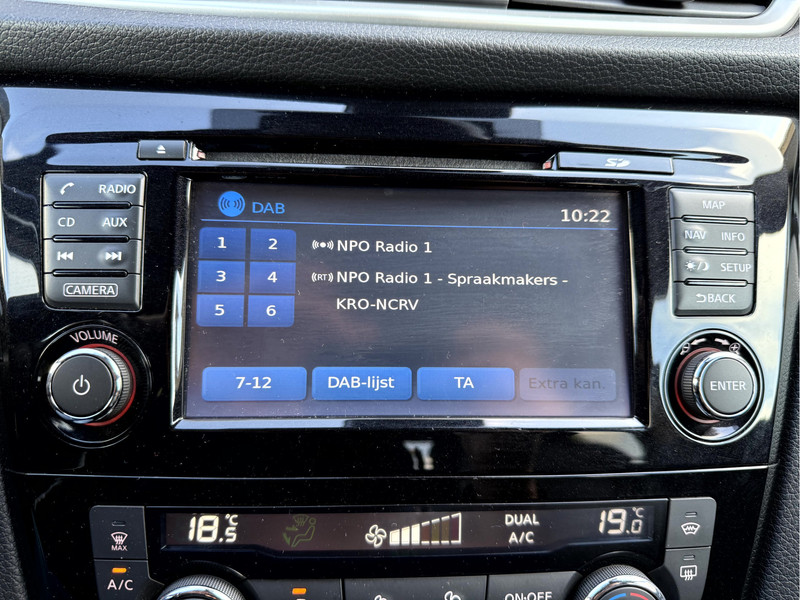 SD
RADIO
CD AUX
CAMERA
VOLUME
DAB
10:22
1 2
3 4
5 6
NPO Radio 1
(RT) NPO Radio 1 - Spraakmakers -
KRO-NCRV
7-12 DAB-lijst TA Extra kan.
MAP
NAV INFO
SETUP
BACK
ENTER
MAX
A/C
18.5 °C
DUAL
A/C
19.0 °C
ON·OFF